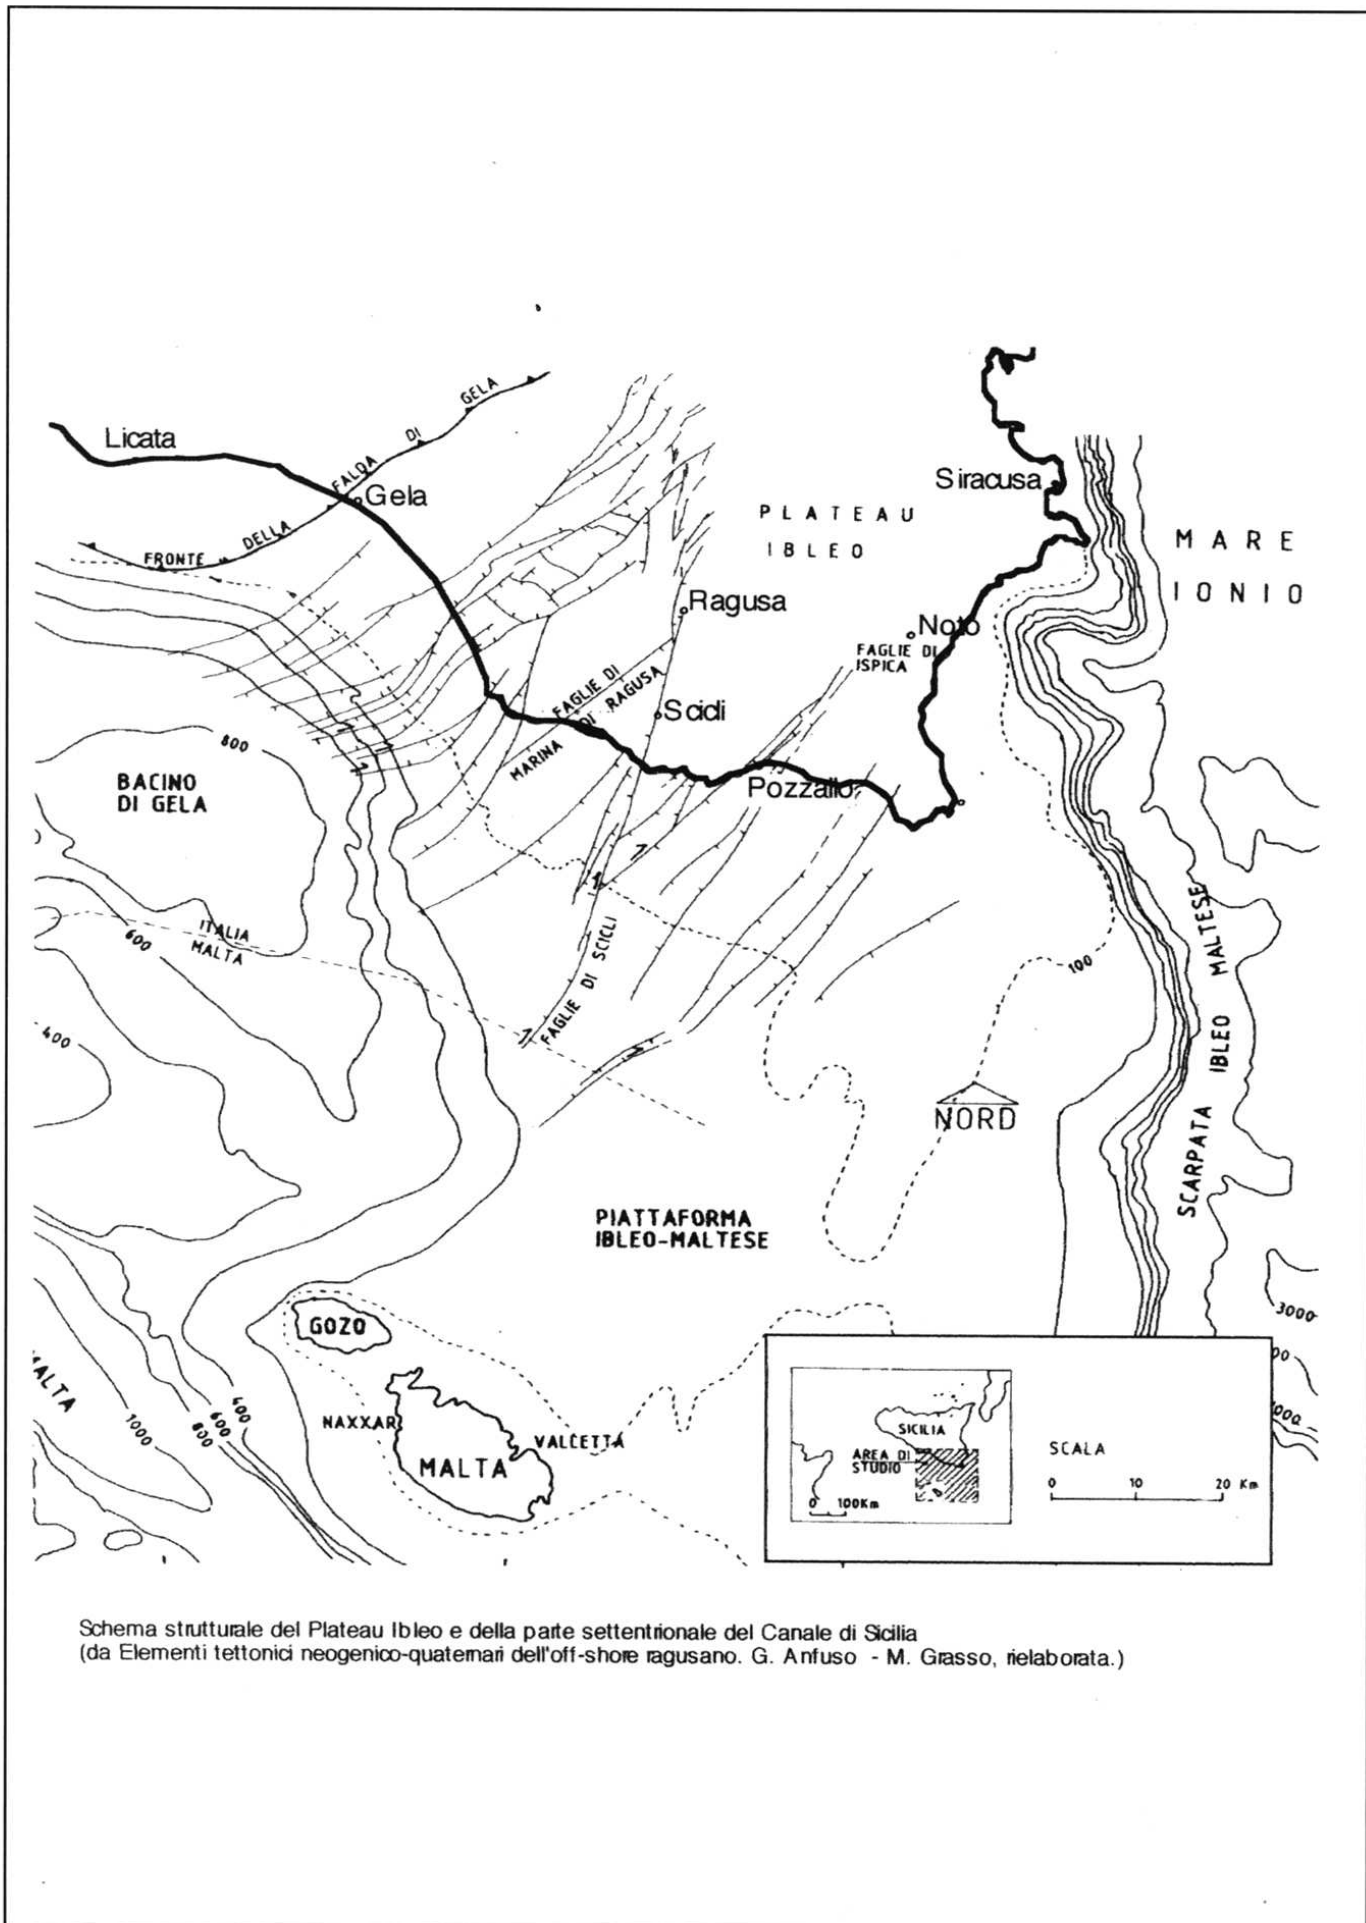 Licata
FRONTE DELLA FALDA DI GELA
Gela
Siracusa
PLATEAU
IBLEO
MARE
IONIO
Ragusa
Noto
FAGLIE DI
ISPICA
FAGLIE DI
MARINA DI RAGUSA
Scidi
Pozzallo
800
BACINO
DI GELA
ITALIA
MALTA
600
400
FAGLIE DI SCICLI
100
SCARPATA IBLEO MALTESE
NORD
PIATTAFORMA
IBLEO-MALTESE
3000
GOZO
MALTA
1000
800
600
400
NAXXAR
VALCETTA
MALTA
SICILIA
AREA DI
STUDIO
0 100Km
SCALA
0 10 20 Km
Schema strutturale del Plateau Ibleo e della parte settentrionale del Canale di Sicilia
(da Elementi tettonici neogenico-quaternari dell'off-shore ragusano. G. Anfuso - M. Grasso, rielaborata.)